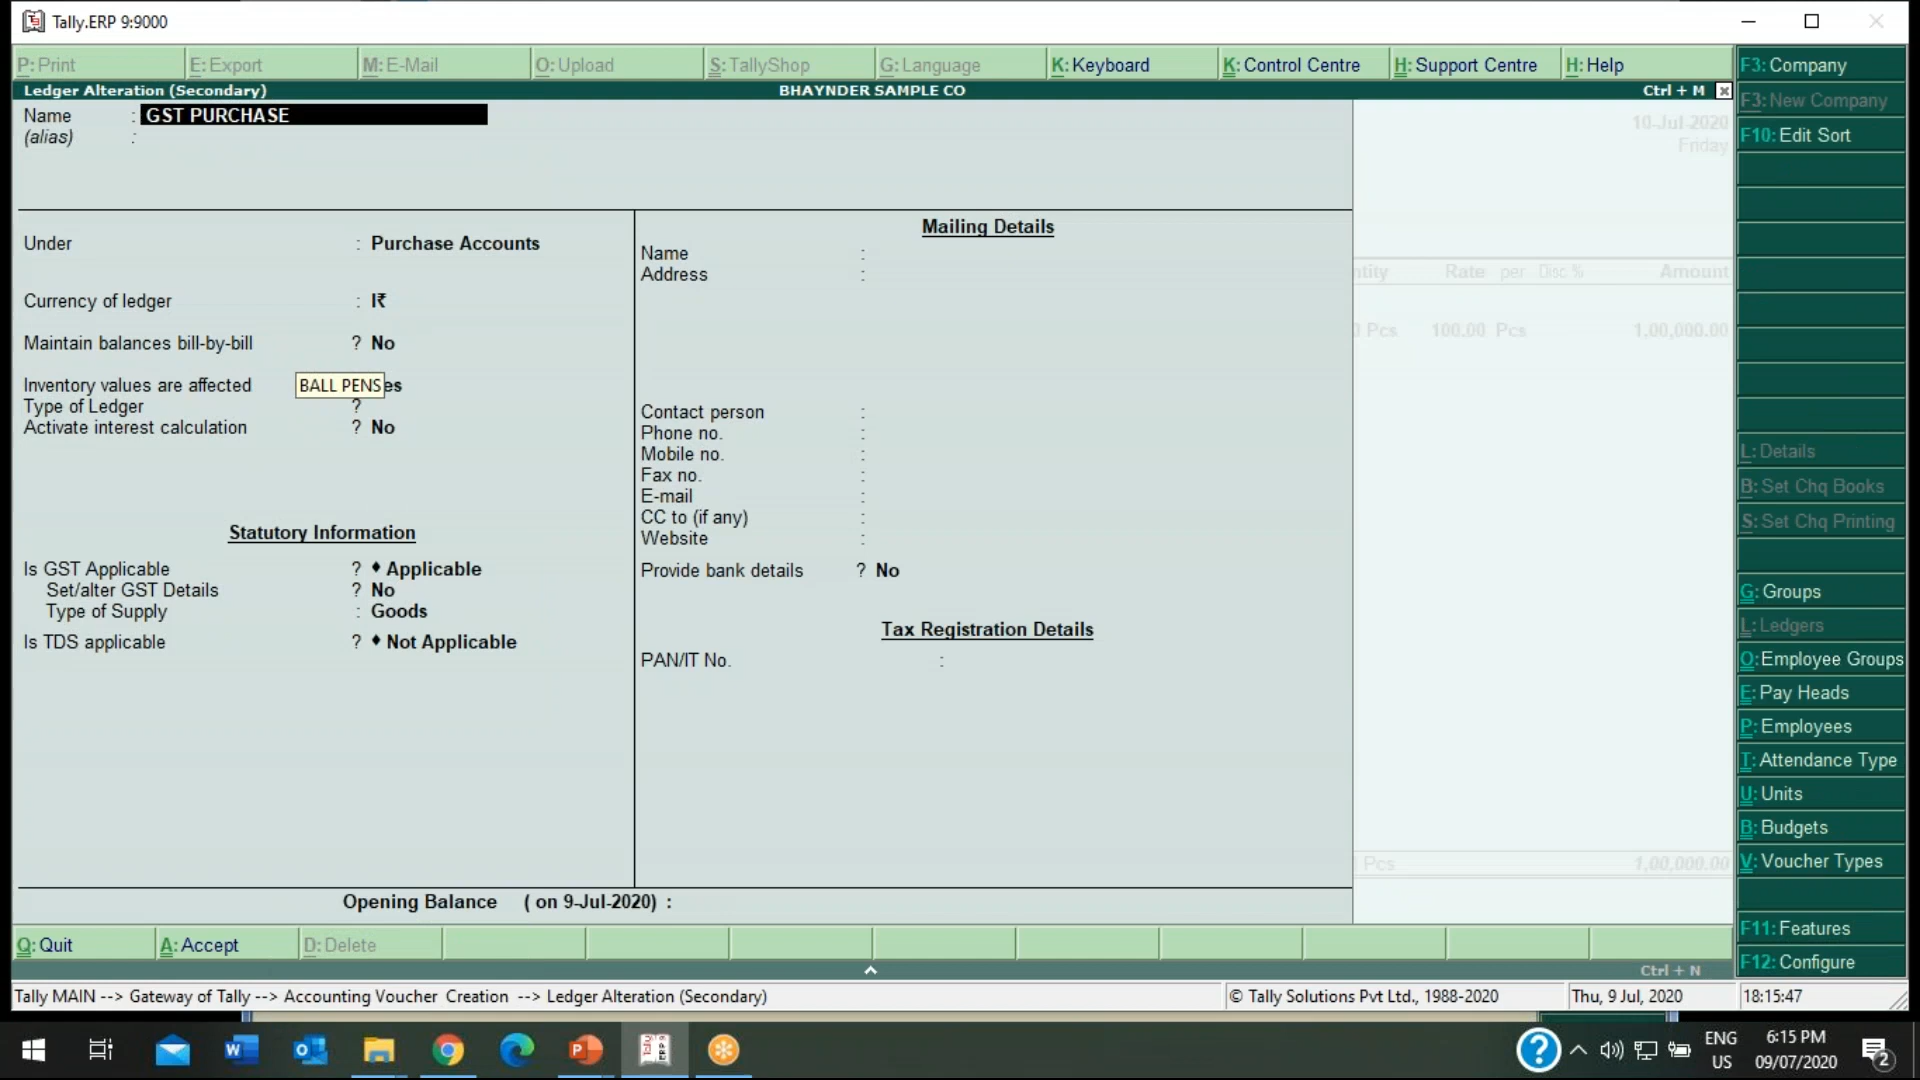 Tally.ERP 9:9000
P: Print E: Export M: E-Mail O: Upload S: TallyShop G: Language K: Keyboard K: Control Centre H: Support Centre H: Help
Ledger Alteration (Secondary) BHAYNDER SAMPLE CO Ctrl + M
Name : GST PURCHASE
(alias) :
10-Jul-2020
Friday
Under : Purchase Accounts
Currency of ledger : I₹
Maintain balances bill-by-bill ? No
Inventory values are affected BALL PENS es
Type of Ledger ?
Activate interest calculation ? No
Statutory Information
Is GST Applicable ? ♦ Applicable
Set/alter GST Details ? No
Type of Supply : Goods
Is TDS applicable ? ♦ Not Applicable
Mailing Details
Name :
Address :
Contact person :
Phone no. :
Mobile no. :
Fax no. :
E-mail :
CC to (if any) :
Website :
Provide bank details ? No
Tax Registration Details
PAN/IT No. :
ntity Rate per Disc % Amount
0 Pcs 100.00 Pcs 1,00,000.00
Pcs 1,00,000.00
Opening Balance ( on 9-Jul-2020) :
F3: Company
F3: New Company
F10: Edit Sort
L: Details
B: Set Chq Books
S: Set Chq Printing
G: Groups
L: Ledgers
O: Employee Groups
E: Pay Heads
P: Employees
T: Attendance Type
U: Units
B: Budgets
V: Voucher Types
F11: Features
F12: Configure
Q: Quit A: Accept D: Delete
Ctrl + N
Tally MAIN --> Gateway of Tally --> Accounting Voucher Creation --> Ledger Alteration (Secondary) © Tally Solutions Pvt Ltd., 1988-2020 Thu, 9 Jul, 2020 18:15:47
ENG
US
6:15 PM
09/07/2020
2